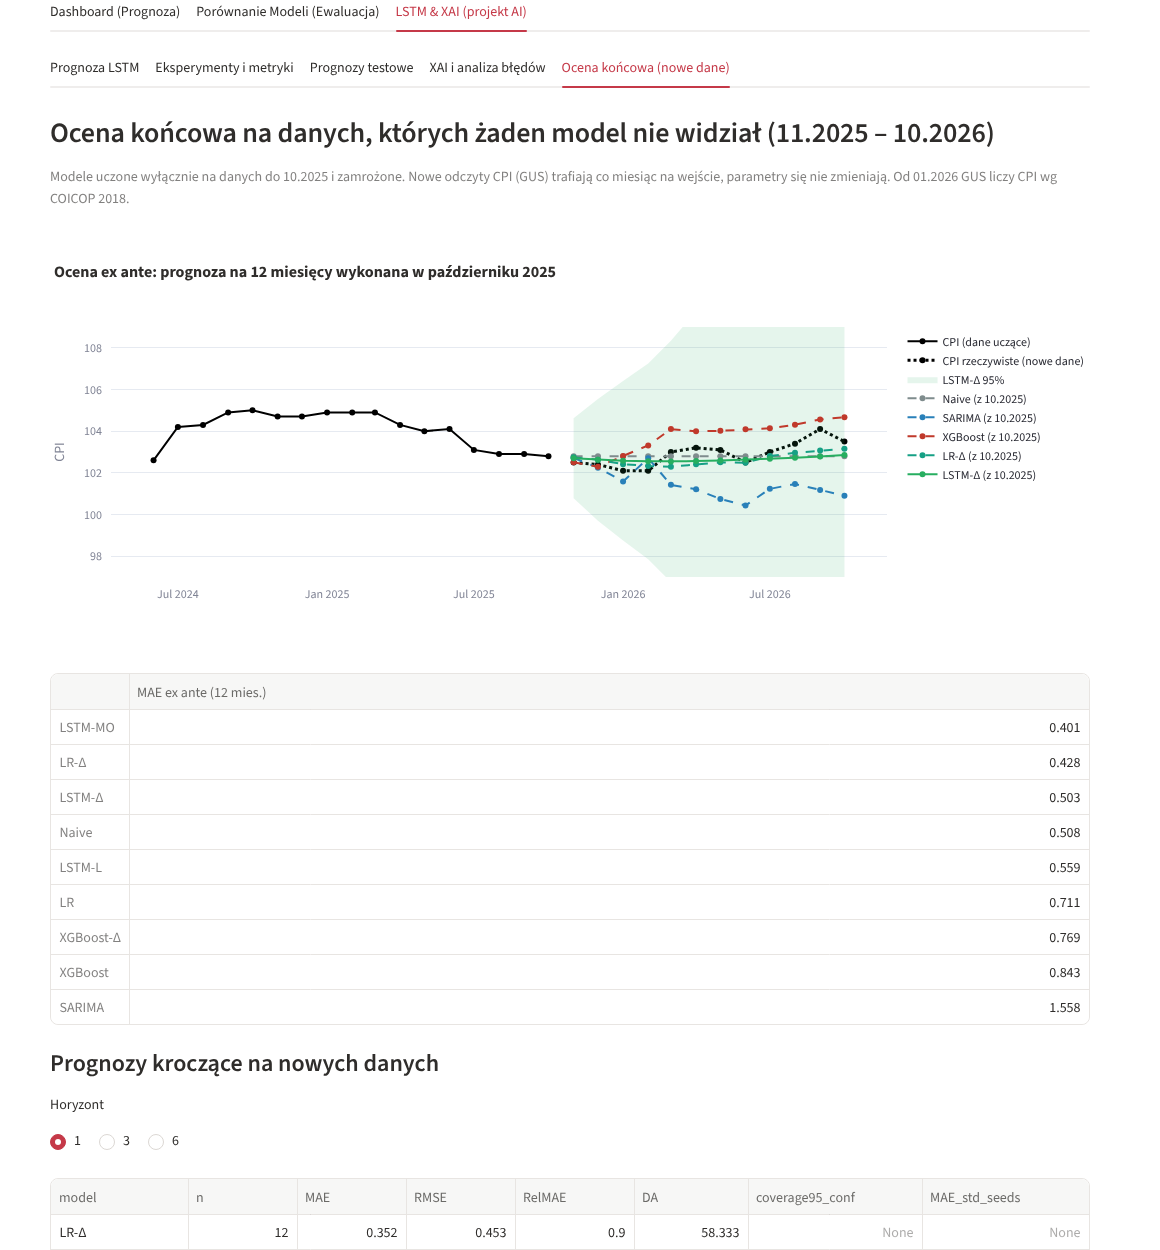 Dashboard (Prognoza) Porównanie Modeli (Ewaluacja) LSTM & XAI (projekt AI)
Prognoza LSTM Eksperymenty i metryki Prognozy testowe XAI i analiza błędów Ocena końcowa (nowe dane)
Ocena końcowa na danych, których żaden model nie widział (11.2025 – 10.2026)
Modele uczone wyłącznie na danych do 10.2025 i zamrożone. Nowe odczyty CPI (GUS) trafiają co miesiąc na wejście, parametry się nie zmieniają. Od 01.2026 GUS liczy CPI wg
COICOP 2018.
Ocena ex ante: prognoza na 12 miesięcy wykonana w październiku 2025
CPI
108
106
104
102
100
98
Jul 2024 Jan 2025 Jul 2025 Jan 2026 Jul 2026
CPI (dane uczące)
CPI rzeczywiste (nowe dane)
LSTM-Δ 95%
Naive (z 10.2025)
SARIMA (z 10.2025)
XGBoost (z 10.2025)
LR-Δ (z 10.2025)
LSTM-Δ (z 10.2025)
MAE ex ante (12 mies.)
LSTM-MO 0.401
LR-Δ 0.428
LSTM-Δ 0.503
Naive 0.508
LSTM-L 0.559
LR 0.711
XGBoost-Δ 0.769
XGBoost 0.843
SARIMA 1.558
Prognozy kroczące na nowych danych
Horyzont
1 3 6
model n MAE RMSE RelMAE DA coverage95_conf MAE_std_seeds
LR-Δ 12 0.352 0.453 0.9 58.333 None None